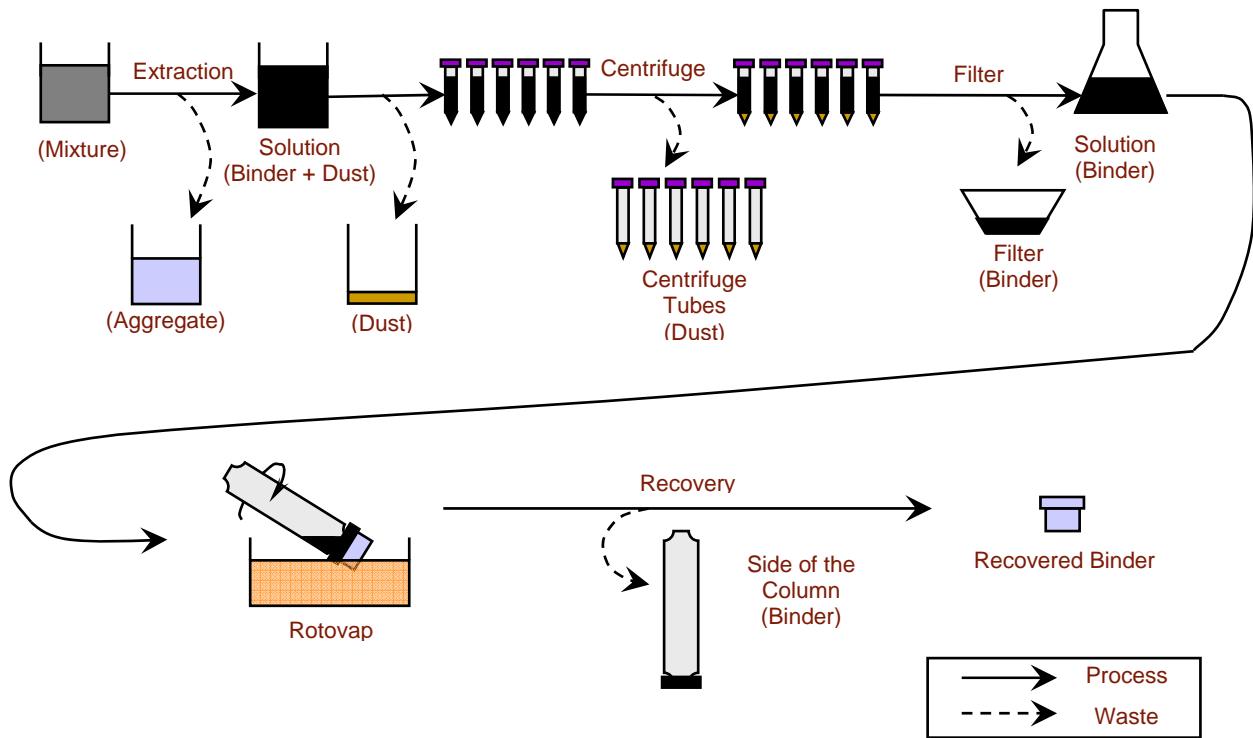 Extraction
Centrifuge
Filter
(Mixture)
Solution
(Binder + Dust)
Solution
(Binder)
(Aggregate)
(Dust)
Centrifuge
Tubes
(Dust)
Filter
(Binder)
Recovery
Rotovap
Side of the
Column
(Binder)
Recovered Binder
Process
Waste